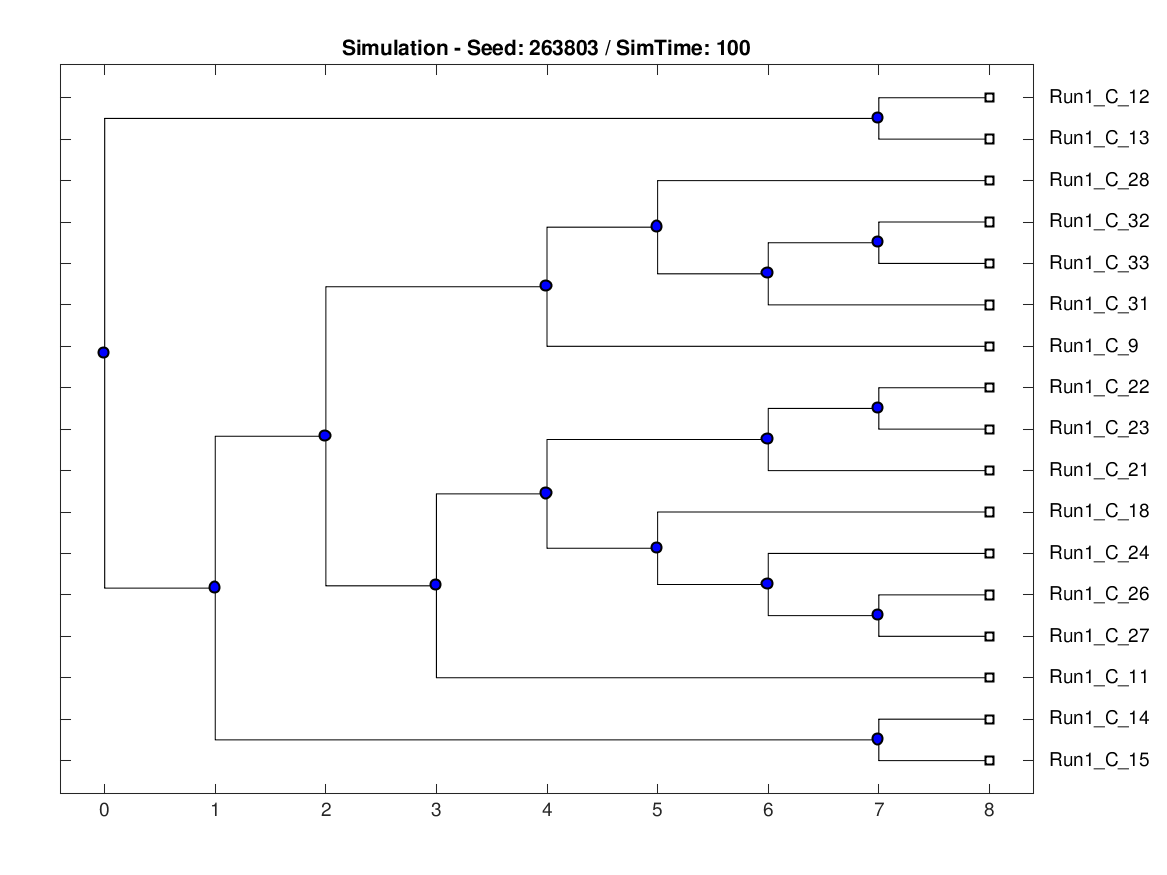 Simulation - Seed: 263803 / SimTime: 100
Run1_C_12
Run1_C_13
Run1_C_28
Run1_C_32
Run1_C_33
Run1_C_31
Run1_C_9
Run1_C_22
Run1_C_23
Run1_C_21
Run1_C_18
Run1_C_24
Run1_C_26
Run1_C_27
Run1_C_11
Run1_C_14
Run1_C_15
0 1 2 3 4 5 6 7 8